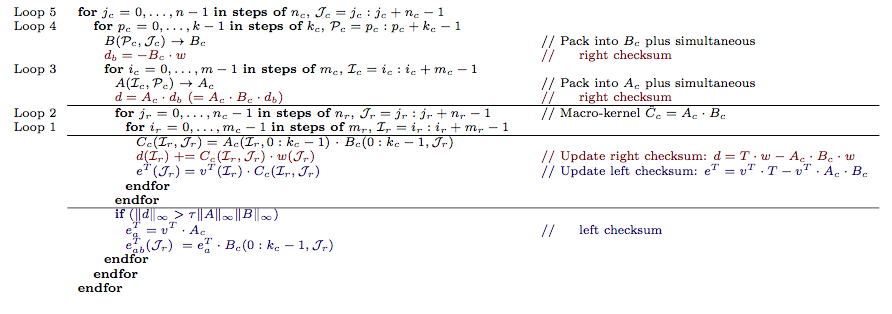 Loop 5 for j_c = 0, . . . , n − 1 in steps of n_c, 𝒥_c = j_c : j_c + n_c − 1
Loop 4 for p_c = 0, . . . , k − 1 in steps of k_c, 𝒫_c = p_c : p_c + k_c − 1
B(𝒫_c, 𝒥_c) → B_c // Pack into B_c plus simultaneous
d_b = −B_c · w // right checksum
Loop 3 for i_c = 0, . . . , m − 1 in steps of m_c, ℐ_c = i_c : i_c + m_c − 1
A(ℐ_c, 𝒫_c) → A_c // Pack into A_c plus simultaneous
d = A_c · d_b (= A_c · B_c · d_b) // right checksum
Loop 2 for j_r = 0, . . . , n_c − 1 in steps of n_r, 𝒥_r = j_r : j_r + n_r − 1 // Macro-kernel C̃_c = A_c · B_c
Loop 1 for i_r = 0, . . . , m_c − 1 in steps of m_r, ℐ_r = i_r : i_r + m_r − 1
C_c(ℐ_r, 𝒥_r) = A_c(ℐ_r, 0 : k_c − 1) · B_c(0 : k_c − 1, 𝒥_r)
d(ℐ_r) += C_c(ℐ_r, 𝒥_r) · w(𝒥_r) // Update right checksum: d = T · w − A_c · B_c · w
e^T(𝒥_r) = v^T(ℐ_r) · C_c(ℐ_r, 𝒥_r) // Update left checksum: e^T = v^T · T − v^T · A_c · B_c
endfor
endfor
if (‖d‖_∞ > τ‖A‖_∞‖B‖_∞)
e_a^T = v^T · A_c // left checksum
e_ab^T(𝒥_r) = e_a^T · B_c(0 : k_c − 1, 𝒥_r)
endfor
endfor
endfor